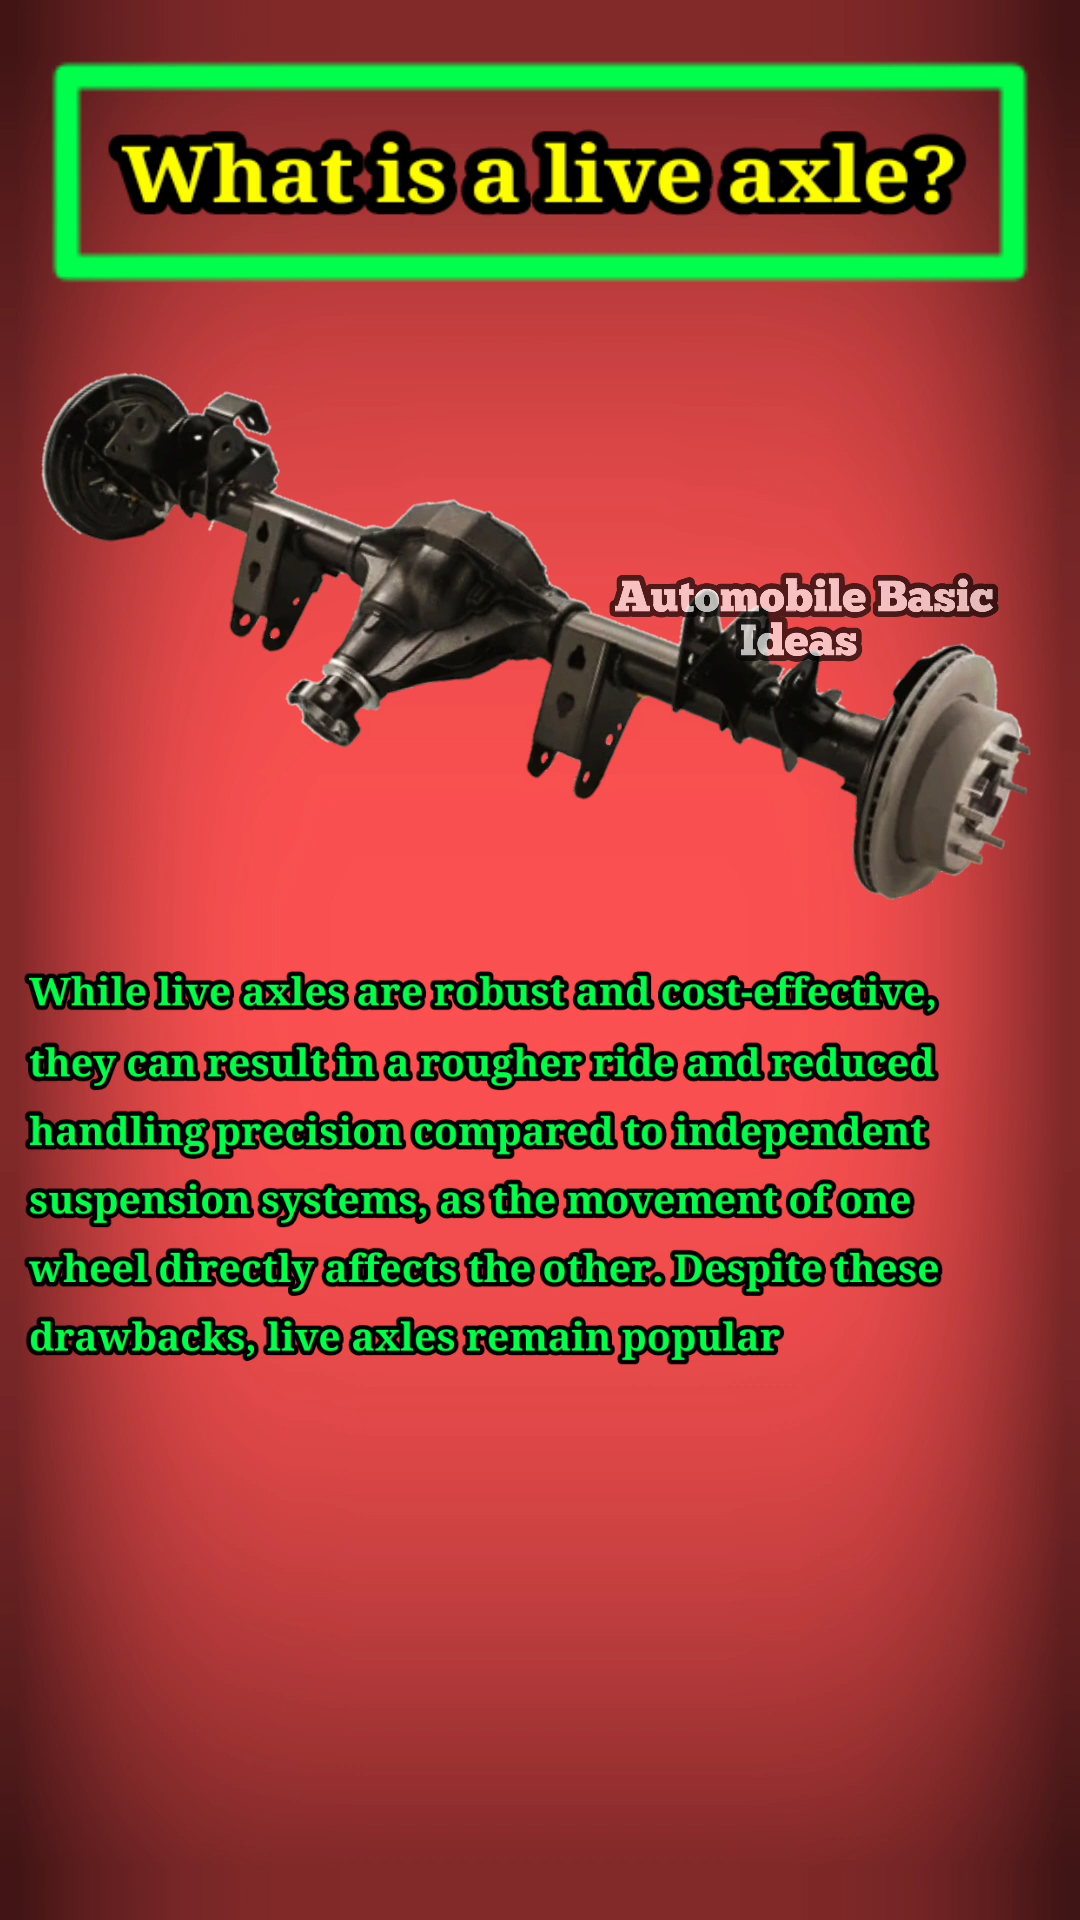 What is a live axle?
Automobile Basic
Ideas
While live axles are robust and cost-effective,
they can result in a rougher ride and reduced
handling precision compared to independent
suspension systems, as the movement of one
wheel directly affects the other. Despite these
drawbacks, live axles remain popular